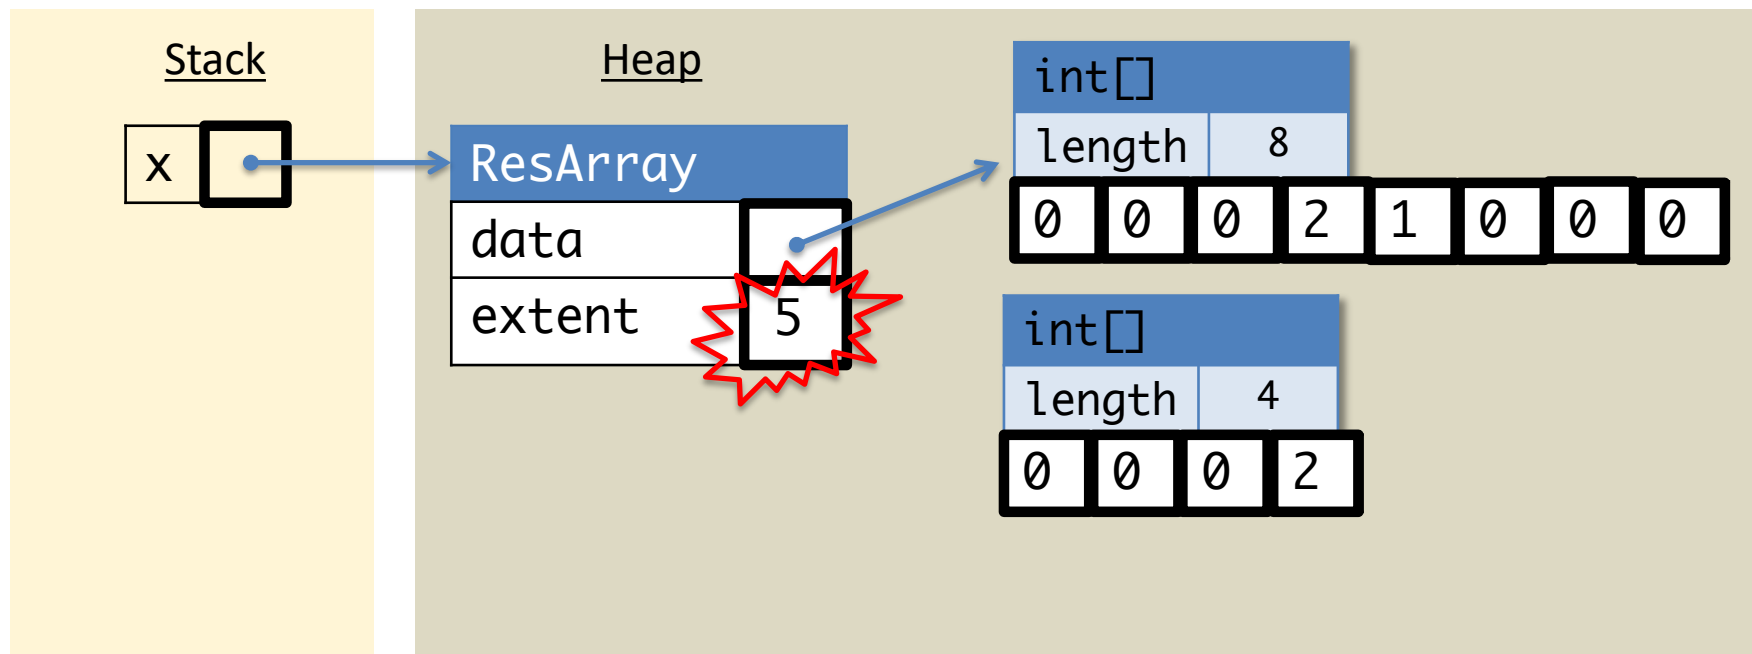 Stack
x
Heap
ResArray
data
extent 5
int[]
length 8
0 0 0 2 1 0 0 0
int[]
length 4
0 0 0 2